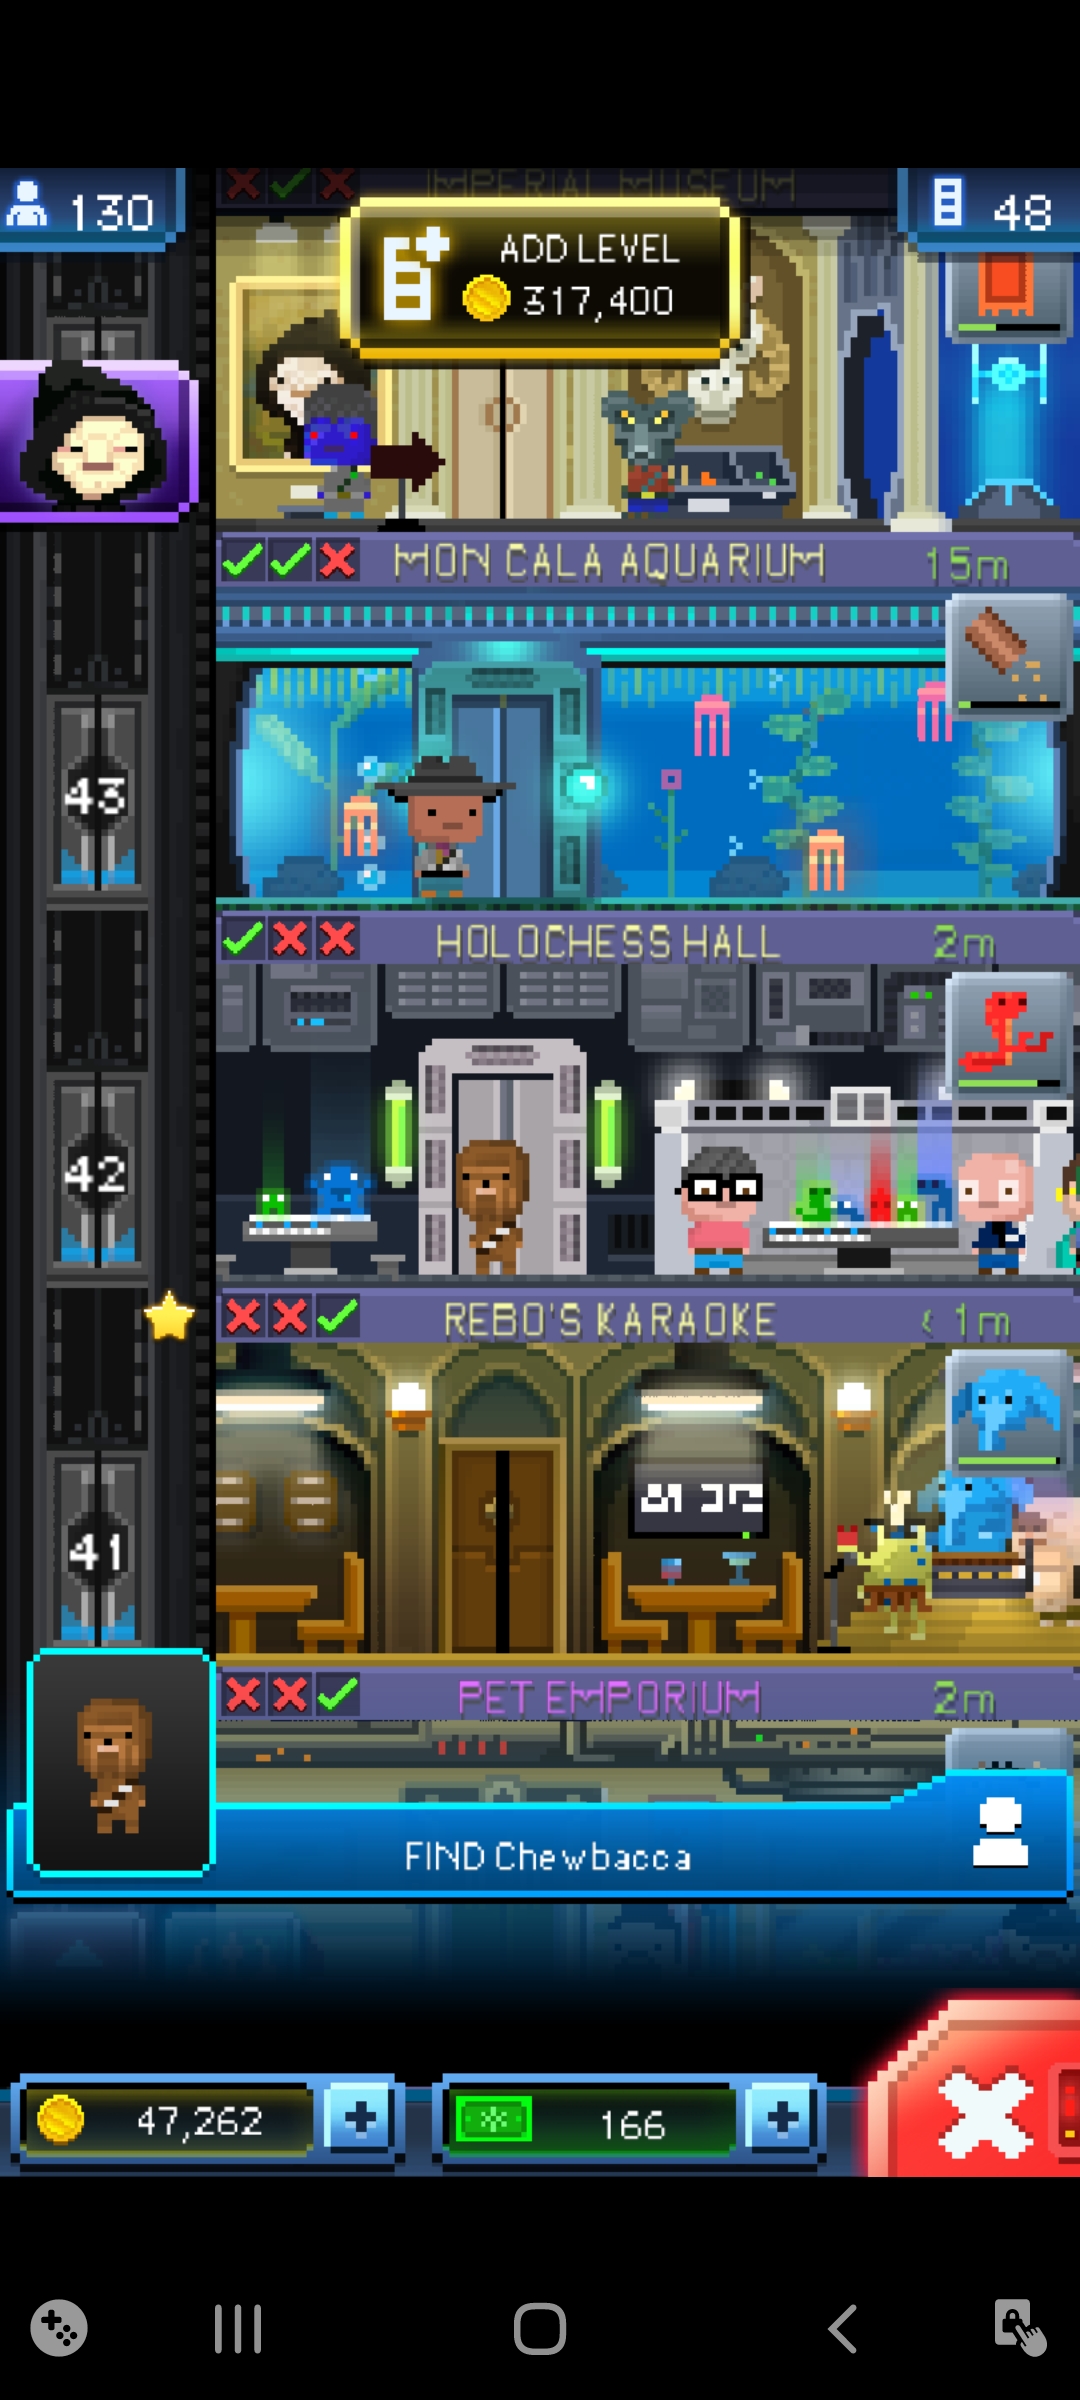 IMPERIAL MUSEUM
130
48
ADD LEVEL
317,400
MON CALA AQUARIUM 15m
43
HOLOCHESS HALL 2m
42
REBO'S KARAOKE < 1m
41
PET EMPORIUM 2m
FIND Chewbacca
47,262
166